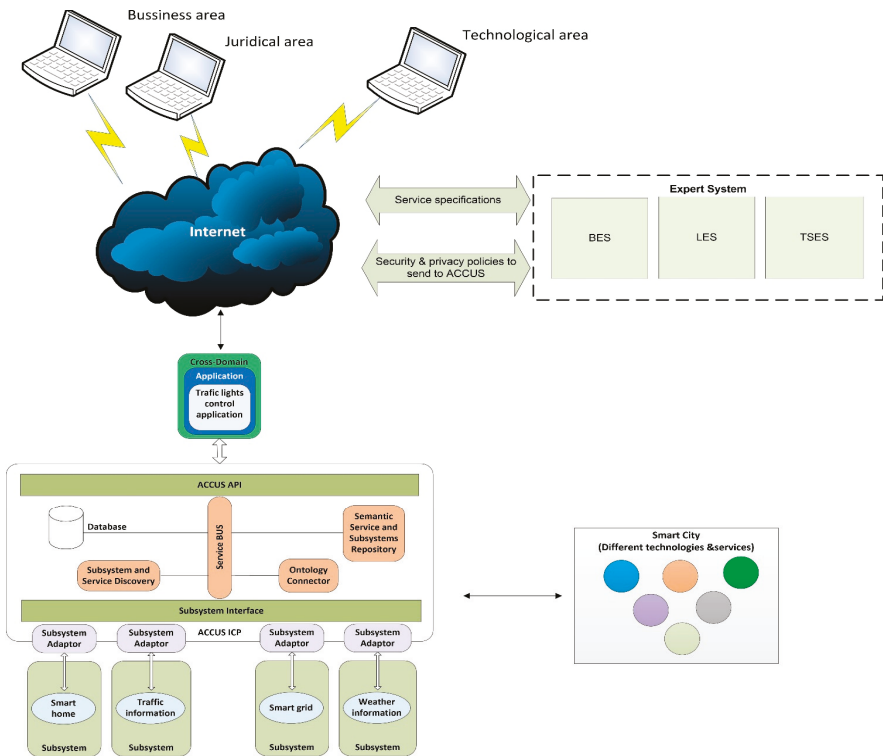 Bussiness area
Juridical area
Technological area
Internet
Service specifications
Security & privacy policies to
send to ACCUS
Expert System
BES
LES
TSES
Cross-Domain
Application
Trafic lights
control
application
ACCUS API
Database
Service BUS
Semantic
Service and
Subsystems
Repository
Subsystem and
Service Discovery
Ontology
Connector
Subsystem Interface
Subsystem
Adaptor
Subsystem
Adaptor
ACCUS ICP
Subsystem
Adaptor
Subsystem
Adaptor
Smart
home
Subsystem
Traffic
information
Subsystem
Smart grid
Subsystem
Weather
information
Subsystem
Smart City
(Different technologies &services)